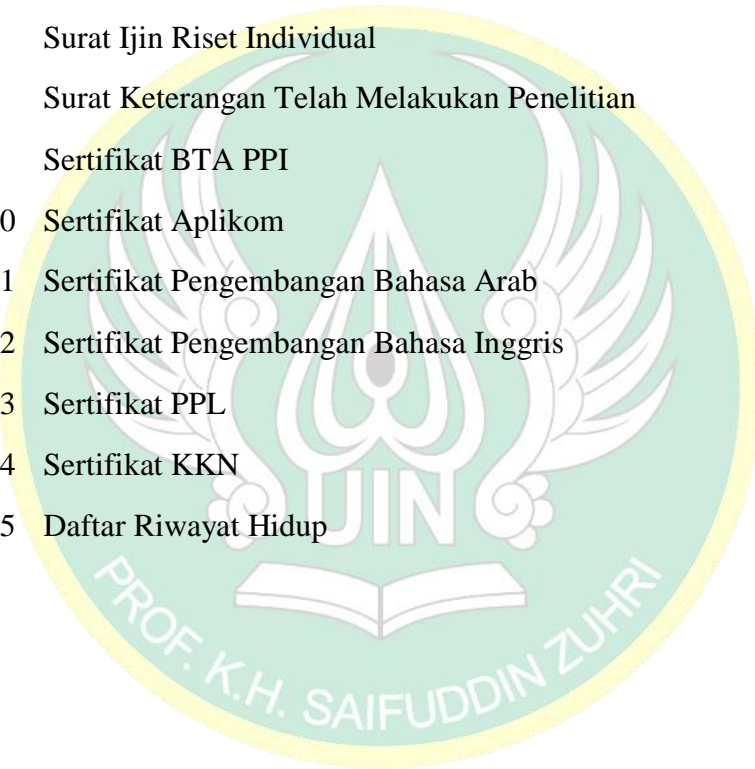 Surat Ijin Riset Individual
Surat Keterangan Telah Melakukan Penelitian
Sertifikat BTA PPI
0 Sertifikat Aplikom
1 Sertifikat Pengembangan Bahasa Arab
2 Sertifikat Pengembangan Bahasa Inggris
3 Sertifikat PPL
4 Sertifikat KKN
5 Daftar Riwayat Hidup
UIN
PROF. K.H. SAIFUDDIN ZUHRI